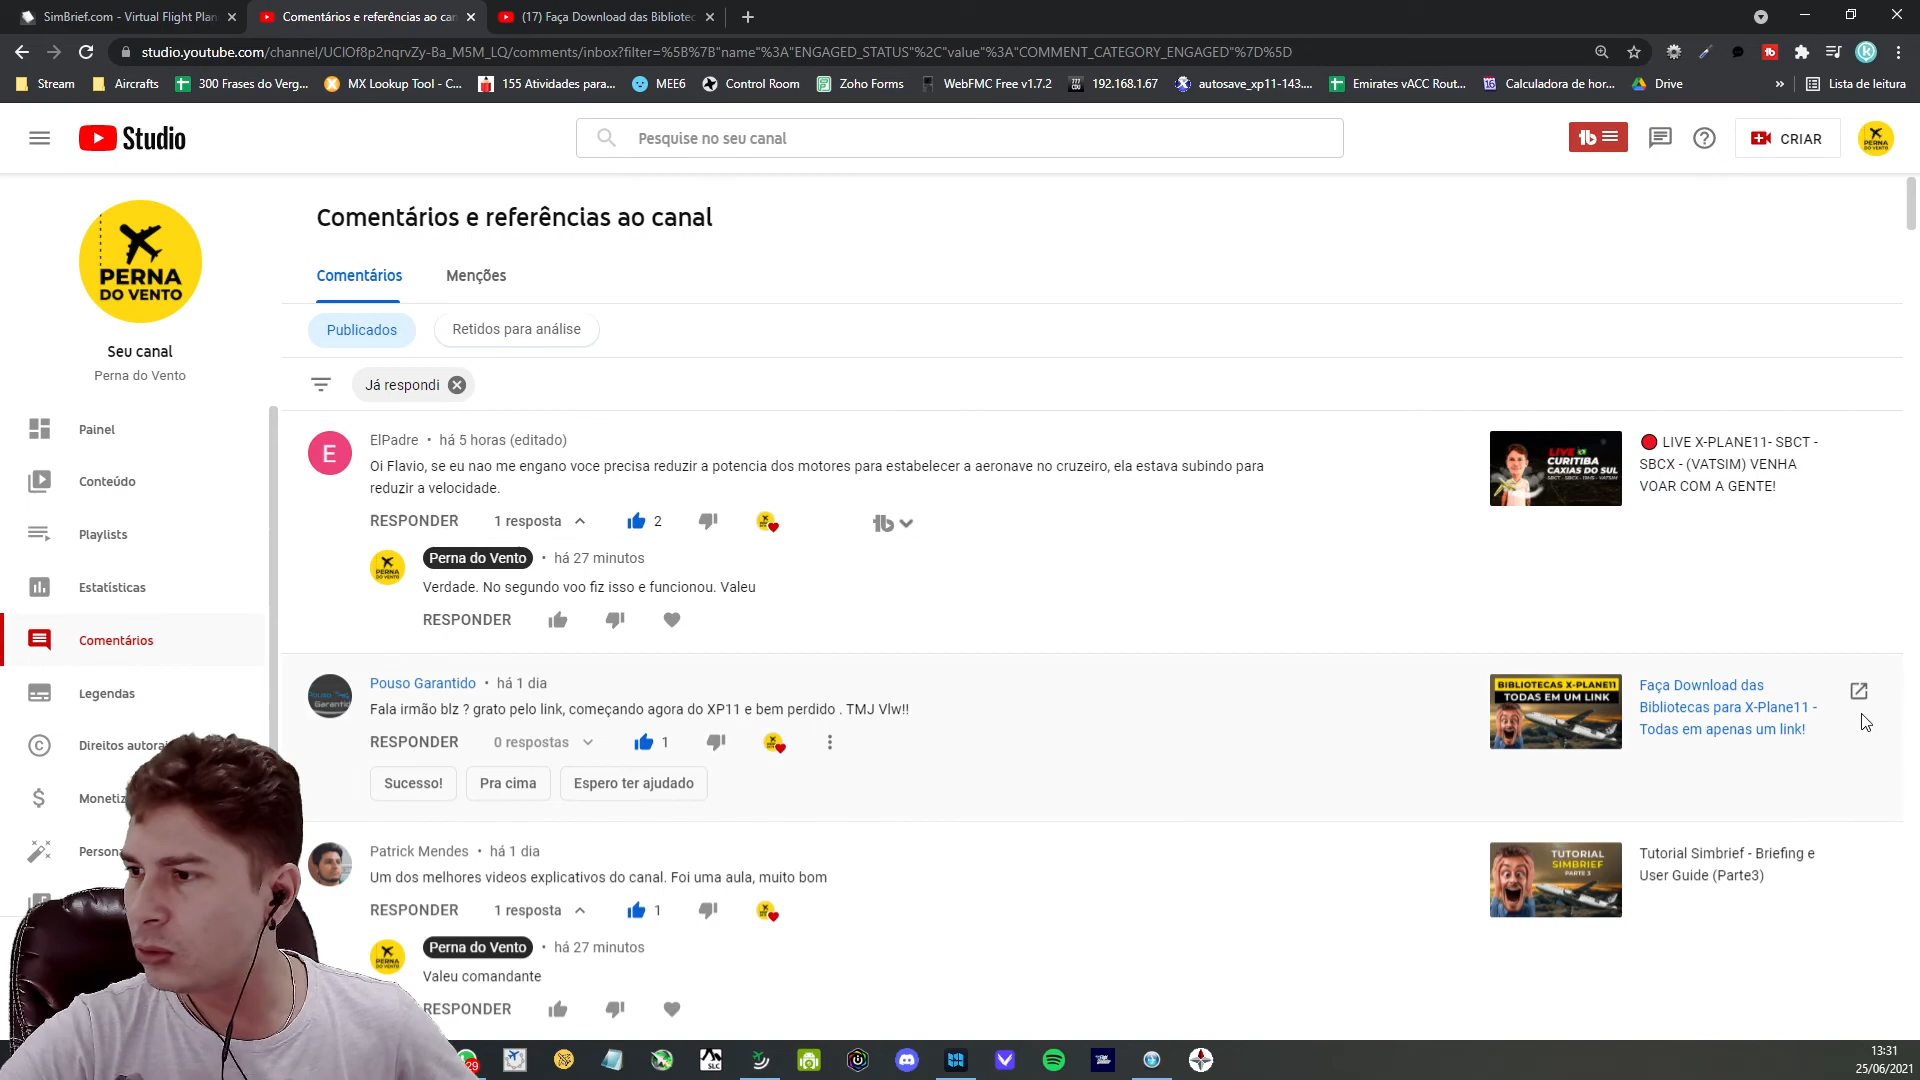 SimBrief.com - Virtual Flight Plan
Comentários e referências ao can
(17) Faça Download das Bibliotec
studio.youtube.com/channel/UCIOf8p2nqrvZy-Ba_M5M_LQ/comments/inbox?filter=%5B%7B"name"%3A"ENGAGED_STATUS"%2C"value"%3A"COMMENT_CATEGORY_ENGAGED"%7D%5D
Stream
Aircrafts
300 Frases do Verg...
MX Lookup Tool - C...
155 Atividades para...
MEE6
Control Room
Zoho Forms
WebFMC Free v1.7.2
192.168.1.67
autosave_xp11-143....
Emirates vACC Rout...
Calculadora de hor...
Drive
»
Lista de leitura
Studio
Pesquise no seu canal
CRIAR
PERNA
DO VENTO
Seu canal
Perna do Vento
Painel
Conteúdo
Playlists
Estatísticas
Comentários
Legendas
Direitos autorai
Monetiz
Persona
Comentários e referências ao canal
Comentários
Menções
Publicados
Retidos para análise
Já respondi
E
ElPadre • há 5 horas (editado)
Oi Flavio, se eu nao me engano voce precisa reduzir a potencia dos motores para estabelecer a aeronave no cruzeiro, ela estava subindo para
reduzir a velocidade.
RESPONDER 1 resposta 2
Perna do Vento • há 27 minutos
Verdade. No segundo voo fiz isso e funcionou. Valeu
RESPONDER
LIVE
CURITIBA
CAXIAS DO SUL
LIVE X-PLANE11- SBCT -
SBCX - (VATSIM) VENHA
VOAR COM A GENTE!
Pouso Garantido • há 1 dia
Fala irmão blz ? grato pelo link, começando agora do XP11 e bem perdido . TMJ Vlw!!
RESPONDER 0 respostas 1
Sucesso!
Pra cima
Espero ter ajudado
BIBLIOTECAS X-PLANE11
TODAS EM UM LINK!
Faça Download das
Bibliotecas para X-Plane11 -
Todas em apenas um link!
Patrick Mendes • há 1 dia
Um dos melhores videos explicativos do canal. Foi uma aula, muito bom
RESPONDER 1 resposta 1
Perna do Vento • há 27 minutos
Valeu comandante
RESPONDER
TUTORIAL
SIMBRIEF
PARTE 3
Tutorial Simbrief - Briefing e
User Guide (Parte3)
29
SLC
13:31
25/06/2021